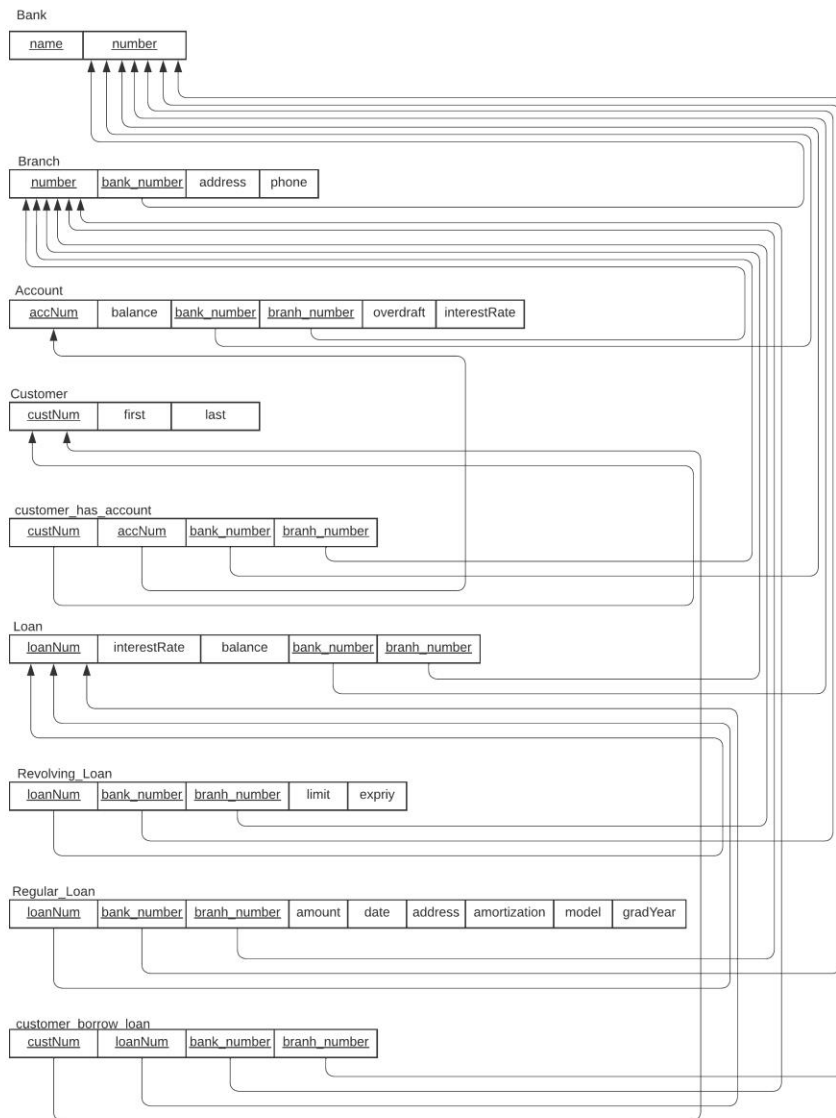 Bank
name number
Branch
number bank_number address phone
Account
accNum balance bank_number branh_number overdraft interestRate
Customer
custNum first last
customer_has_account
custNum accNum bank_number branh_number
Loan
loanNum interestRate balance bank_number branh_number
Revolving_Loan
loanNum bank_number branh_number limit expriy
Regular_Loan
loanNum bank_number branh_number amount date address amortization model gradYear
customer_borrow_loan
custNum loanNum bank_number branh_number